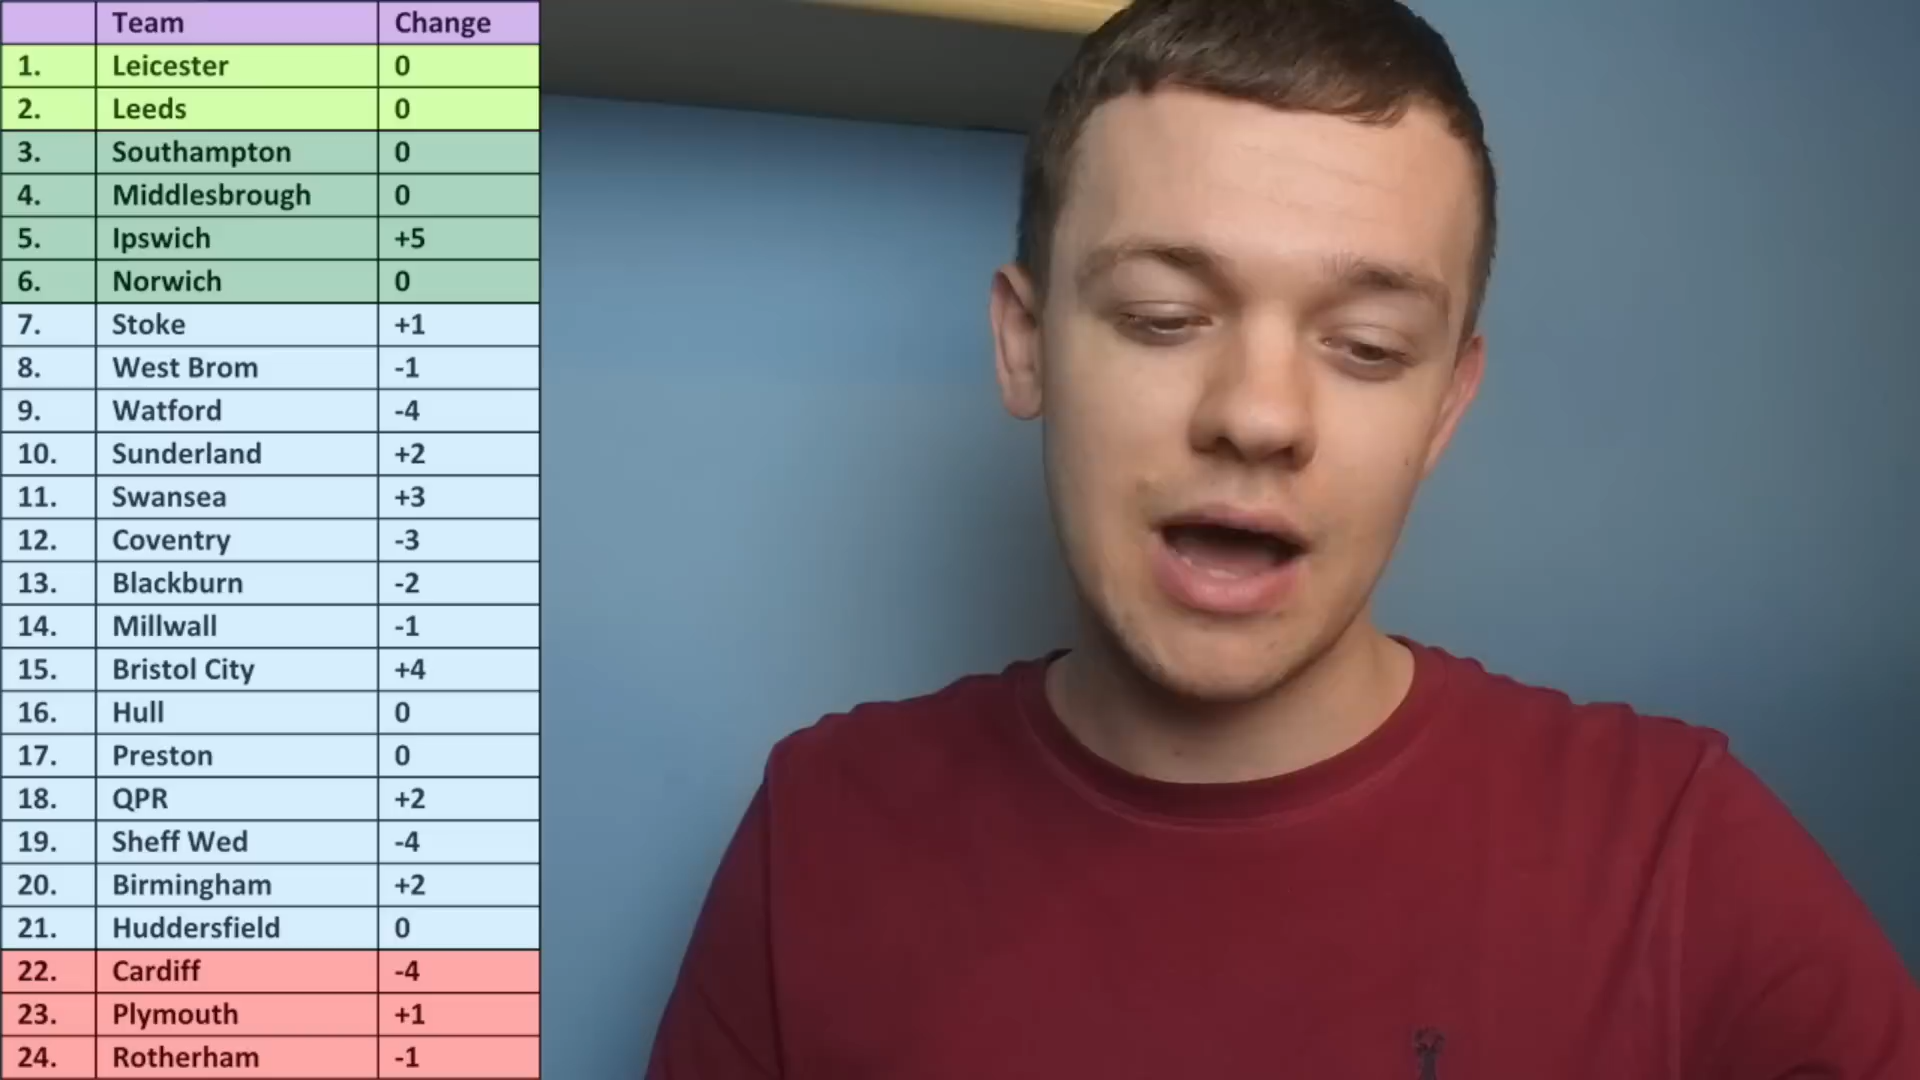 Team Change
1. Leicester 0
2. Leeds 0
3. Southampton 0
4. Middlesbrough 0
5. Ipswich +5
6. Norwich 0
7. Stoke +1
8. West Brom -1
9. Watford -4
10. Sunderland +2
11. Swansea +3
12. Coventry -3
13. Blackburn -2
14. Millwall -1
15. Bristol City +4
16. Hull 0
17. Preston 0
18. QPR +2
19. Sheff Wed -4
20. Birmingham +2
21. Huddersfield 0
22. Cardiff -4
23. Plymouth +1
24. Rotherham -1